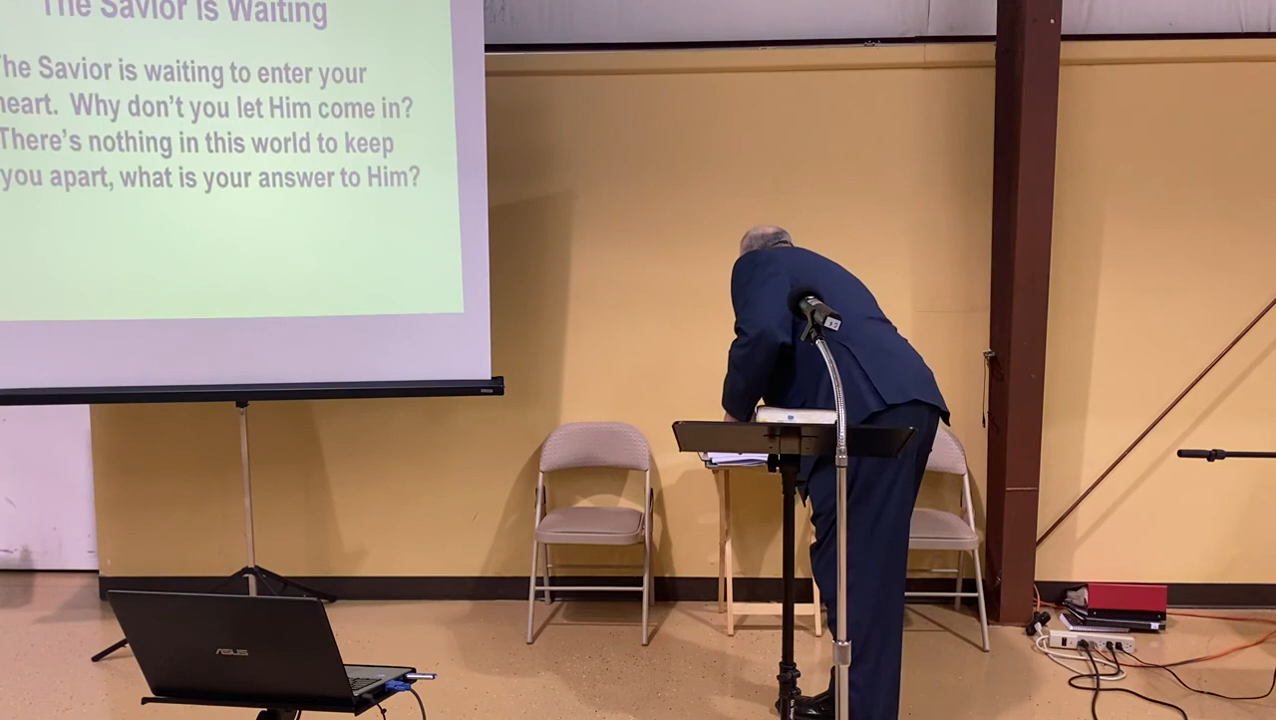 The Savior is Waiting
The Savior is waiting to enter your
heart. Why don't you let Him come in?
There's nothing in this world to keep
you apart, what is your answer to Him?
ASUS